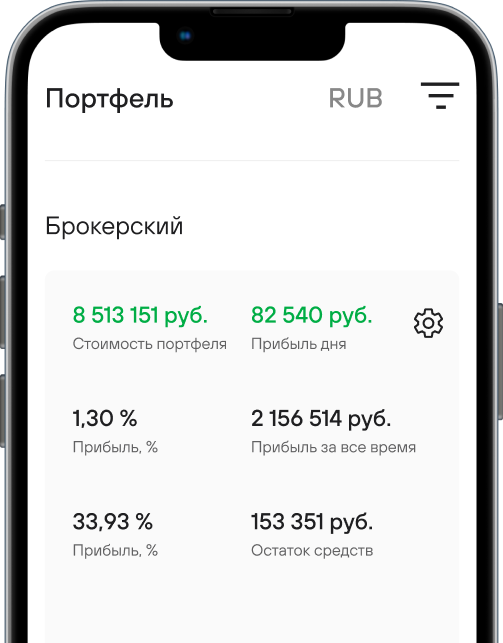 Портфель RUB
Брокерский
8 513 151 руб. 82 540 руб.
Стоимость портфеля Прибыль дня
1,30 % 2 156 514 руб.
Прибыль, % Прибыль за все время
33,93 % 153 351 руб.
Прибыль, % Остаток средств